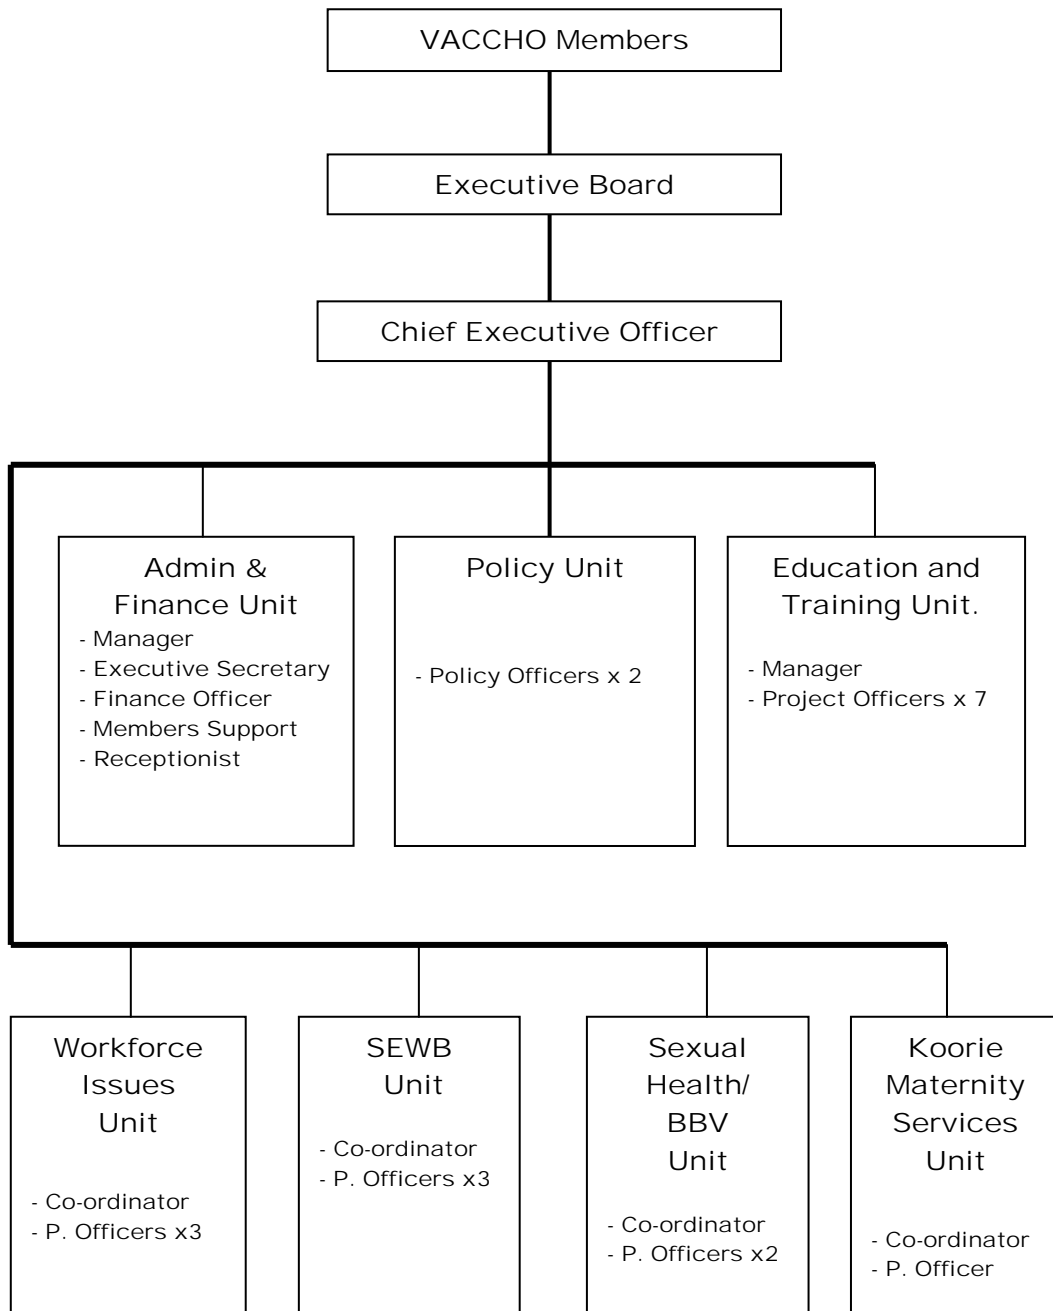 VACCHO Members
Executive Board
Chief Executive Officer
Admin &
Finance Unit
- Manager
- Executive Secretary
- Finance Officer
- Members Support
- Receptionist
Policy Unit
- Policy Officers x 2
Education and
Training Unit.
- Manager
- Project Officers x 7
Workforce
Issues
Unit
- Co-ordinator
- P. Officers x3
SEWB
Unit
- Co-ordinator
- P. Officers x3
Sexual
Health/
BBV
Unit
- Co-ordinator
- P. Officers x2
Koorie
Maternity
Services
Unit
- Co-ordinator
- P. Officer